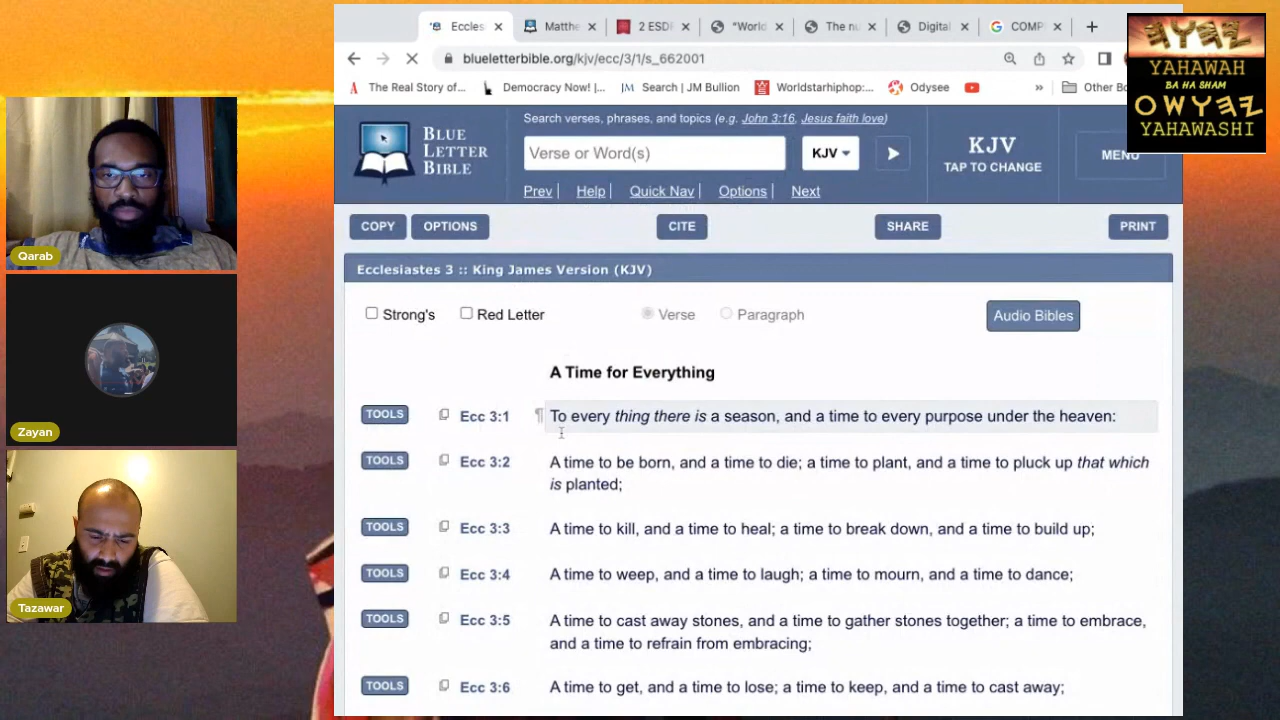 Eccles
Matthe
2 ESDR
"World
The nu
Digital
COMP
blueletterbible.org/kjv/ecc/3/1/s_662001
The Real Story of...
Democracy Now! |...
JM Search | JM Bullion
Worldstarhiphop:...
Odysee
»
Other Bo
YAHAWAH
BA HA SHAM
YAHAWASHI
BLUE
LETTER
BIBLE
Search verses, phrases, and topics (e.g. John 3:16, Jesus faith love)
Verse or Word(s)
KJV
KJV
TAP TO CHANGE
MENU
Prev | Help | Quick Nav | Options | Next
COPY
OPTIONS
CITE
SHARE
PRINT
Ecclesiastes 3 :: King James Version (KJV)
Strong's
Red Letter
Verse
Paragraph
Audio Bibles
A Time for Everything
TOOLS Ecc 3:1 ¶ To every thing there is a season, and a time to every purpose under the heaven:
TOOLS Ecc 3:2 A time to be born, and a time to die; a time to plant, and a time to pluck up that which
is planted;
TOOLS Ecc 3:3 A time to kill, and a time to heal; a time to break down, and a time to build up;
TOOLS Ecc 3:4 A time to weep, and a time to laugh; a time to mourn, and a time to dance;
TOOLS Ecc 3:5 A time to cast away stones, and a time to gather stones together; a time to embrace,
and a time to refrain from embracing;
TOOLS Ecc 3:6 A time to get, and a time to lose; a time to keep, and a time to cast away;
Qarab
Zayan
Tazawar